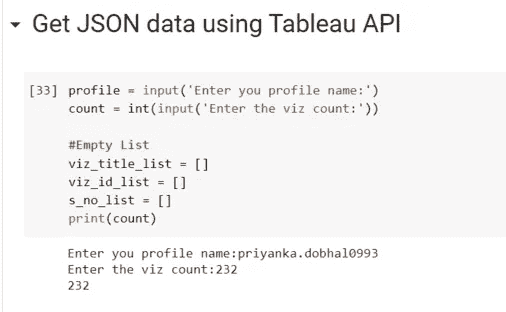 Get JSON data using Tableau API
[33] profile = input('Enter you profile name:')
count = int(input('Enter the viz count:'))
#Empty List
viz_title_list = []
viz_id_list = []
s_no_list = []
print(count)
Enter you profile name:priyanka.dobhal0993
Enter the viz count:232
232